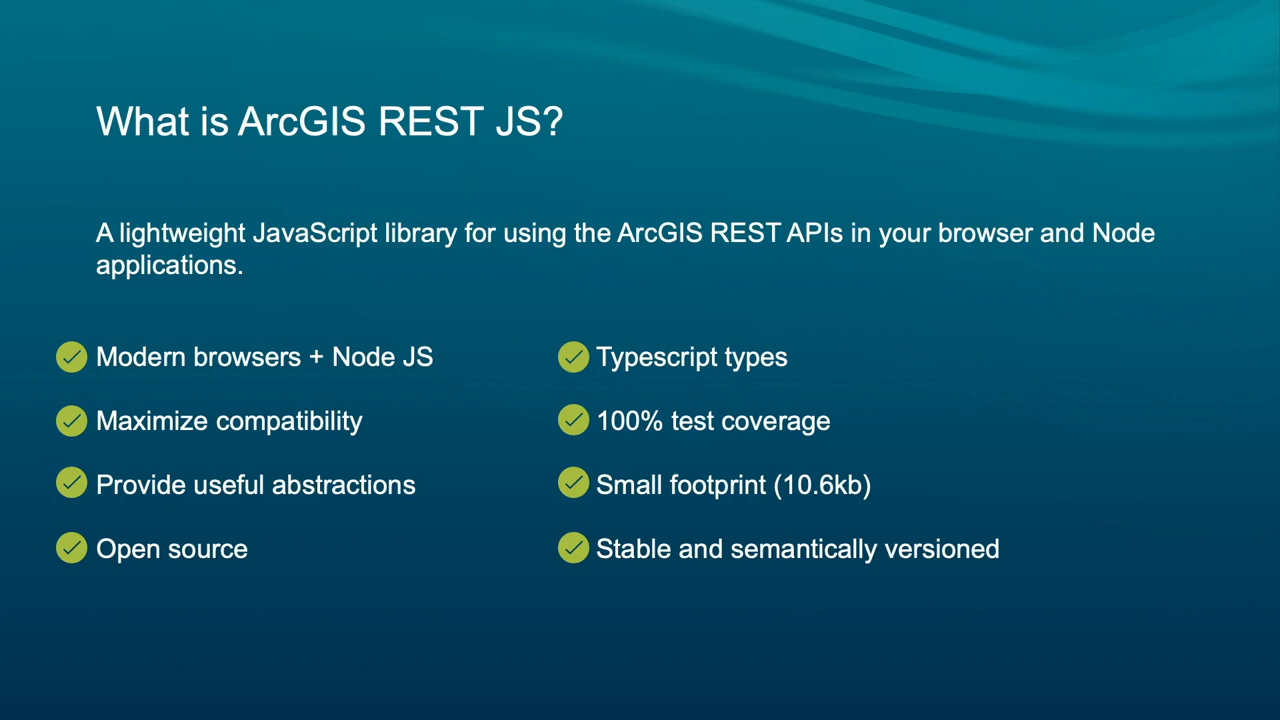 What is ArcGIS REST JS?
A lightweight JavaScript library for using the ArcGIS REST APIs in your browser and Node
applications.
Modern browsers + Node JS
Maximize compatibility
Provide useful abstractions
Open source
Typescript types
100% test coverage
Small footprint (10.6kb)
Stable and semantically versioned